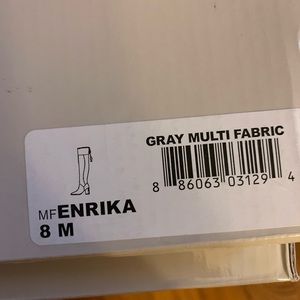 GRAY MULTI FABRIC
8 86063 03129 4
MFENRIKA
8 M